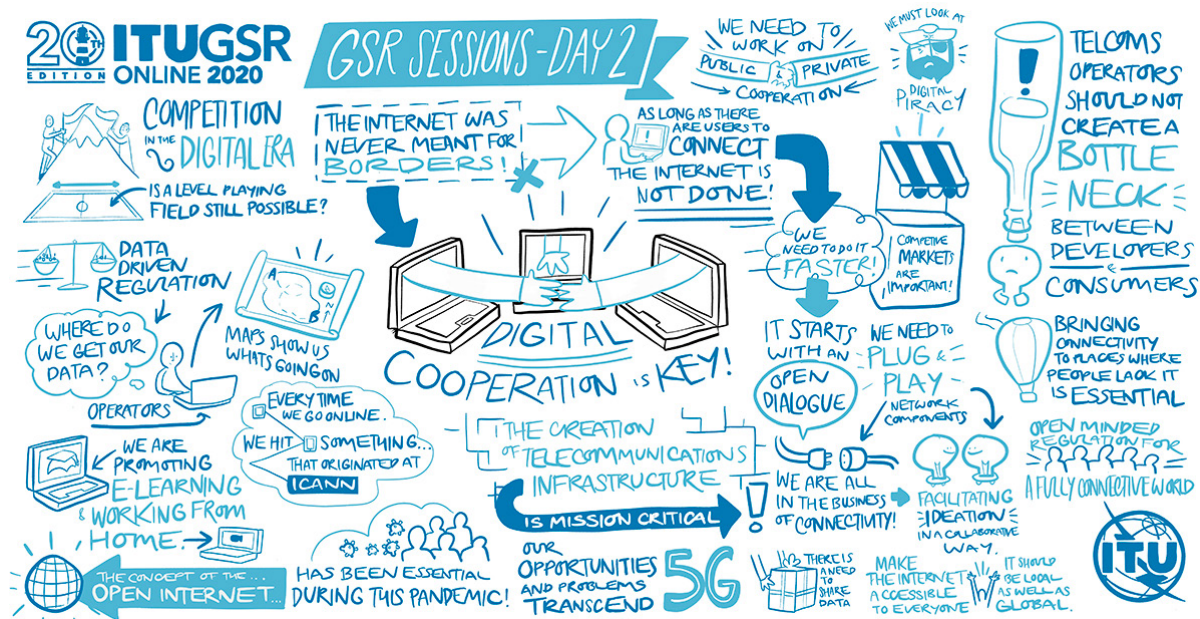 20TH
EDITION
ITUGSR
ONLINE 2020
GSR SESSIONS - DAY 2
WE NEED TO
WORK ON
PUBLIC PRIVATE
COOPERATION
WE MUST LOOK AT
DIGITAL
PIRACY
!
TELCOMS
OPERATORS
SHOULD NOT
CREATE A
BOTTLE
NECK
BETWEEN
DEVELOPERS
&
CONSUMERS
COMPETITION
IN THE
DIGITAL ERA
IS A LEVEL PLAYING
FIELD STILL POSSIBLE?
THE INTERNET WAS
NEVER MEANT FOR
BORDERS!
AS LONG AS THERE
ARE USERS TO
CONNECT
THE INTERNET IS
NOT DONE!
WE
NEED TO DO IT
FASTER!
COMPETIVE
MARKETS
ARE
IMPORTANT!
DATA
DRIVEN
REGULATION
WHERE DO
WE GET OUR
DATA?
OPERATORS
A
B
N
MAPS SHOW US
WHATS GOING ON
DIGITAL
COOPERATION IS KEY!
IT STARTS
WITH AN
OPEN
DIALOGUE
WE NEED TO
PLUG &
PLAY
NETWORK
COMPONENTS
BRINGING
CONNECTIVITY
TO PLACES WHERE
PEOPLE LACK IT
IS ESSENTIAL
EVERY TIME
WE GO ONLINE.
WE HIT SOMETHING...
THAT ORIGINATED AT
ICANN
WE ARE
PROMOTING
E-LEARNING
& WORKING FROM
HOME.
THE CREATION
OF TELECOMMUNICATIONS
INFRASTRUCTURE
IS MISSION CRITICAL
!
WE ARE ALL
IN THE BUSINESS
OF CONNECTIVITY!
FACILITATING
IDEATION
IN A COLLABORATIVE
WAY.
OPEN MINDED
REGULATION FOR
A FULLY CONNECTIVE WORLD
THE CONCEPT OF THE...
OPEN INTERNET...
HAS BEEN ESSENTIAL
DURING THIS PANDEMIC!
OUR
OPPORTUNITIES
AND PROBLEMS
TRANSCEND
5G
THERE IS
A NEED
TO
SHARE
DATA
MAKE
THE INTERNET
ACCESSIBLE
TO EVERYONE
IT SHOULD
BE LOCAL
AS WELL AS
GLOBAL.
ITU